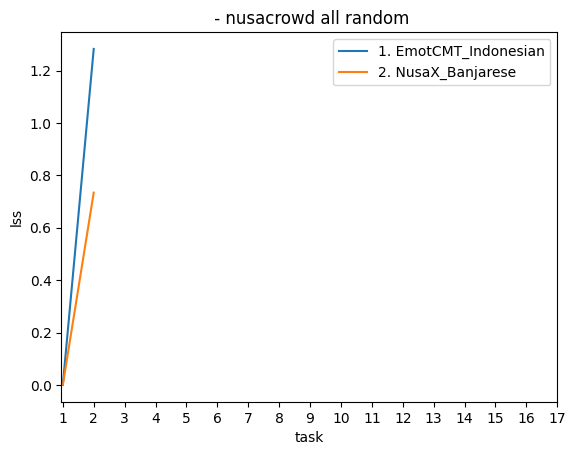 - nusacrowd all random
1. EmotCMT_Indonesian
2. NusaX_Banjarese
1.2
1.0
0.8
0.6
0.4
0.2
0.0
lss
1 2 3 4 5 6 7 8 9 10 11 12 13 14 15 16 17
task